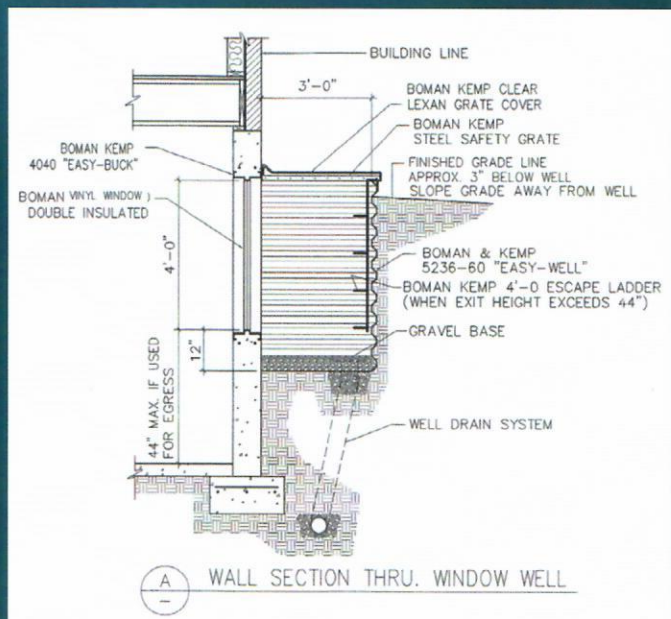 BUILDING LINE
3'-0"
BOMAN KEMP CLEAR
LEXAN GRATE COVER
BOMAN KEMP
STEEL SAFETY GRATE
BOMAN KEMP
4040 "EASY-BUCK"
FINISHED GRADE LINE
APPROX. 3" BELOW WELL
SLOPE GRADE AWAY FROM WELL
BOMAN VINYL WINDOW )
DOUBLE INSULATED
4'-0"
BOMAN & KEMP
5236-60 "EASY-WELL"
BOMAN KEMP 4'-0 ESCAPE LADDER
(WHEN EXIT HEIGHT EXCEEDS 44")
GRAVEL BASE
12"
44" MAX. IF USED
FOR EGRESS
WELL DRAIN SYSTEM
A
WALL SECTION THRU. WINDOW WELL